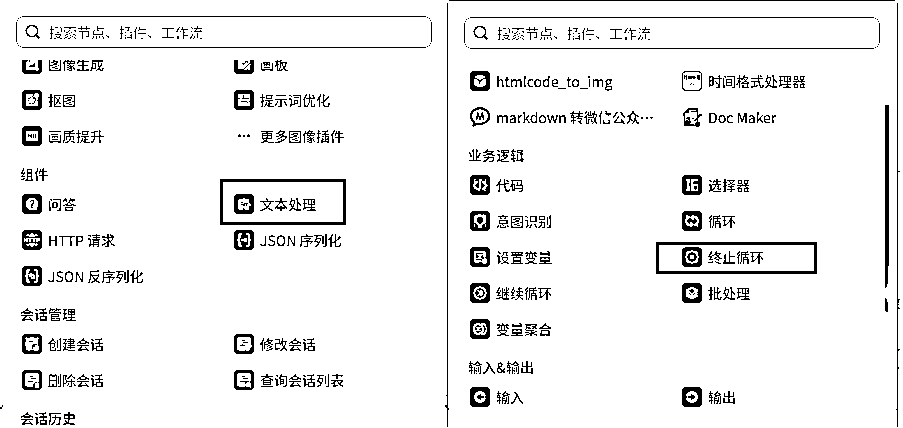 搜索节点、插件、工作流
图像生成 画板
抠图 提示词优化
画质提升 ··· 更多图像插件
组件
问答 文本处理
HTTP 请求 JSON 序列化
JSON 反序列化
会话管理
创建会话 修改会话
删除会话 查询会话列表
会话历史
搜索节点、插件、工作流
htmlcode_to_img 时间格式处理器
markdown 转微信公众··· Doc Maker
业务逻辑
代码 选择器
意图识别 循环
设置变量 终止循环
继续循环 批处理
变量聚合
输入&输出
输入 输出